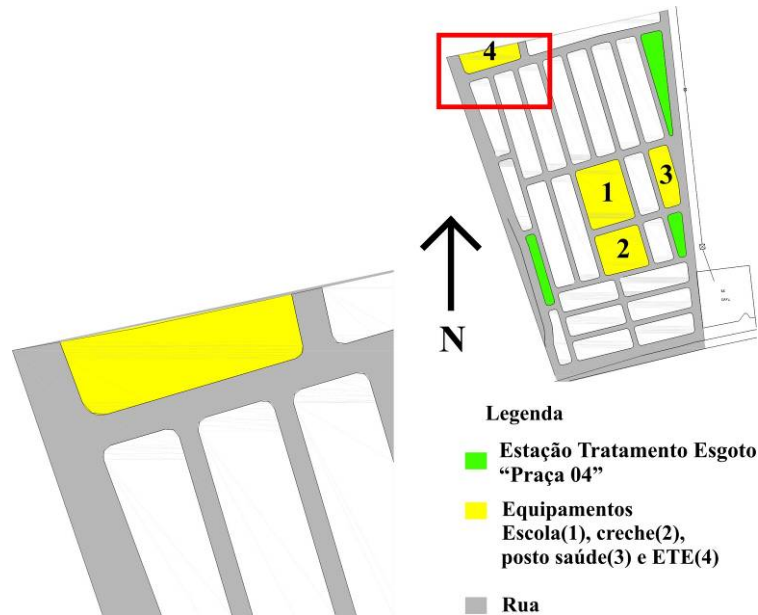 4
1
3
2
N
Legenda
Estação Tratamento Esgoto
“Praça 04”
Equipamentos
Escola(1), creche(2),
posto saúde(3) e ETE(4)
Rua